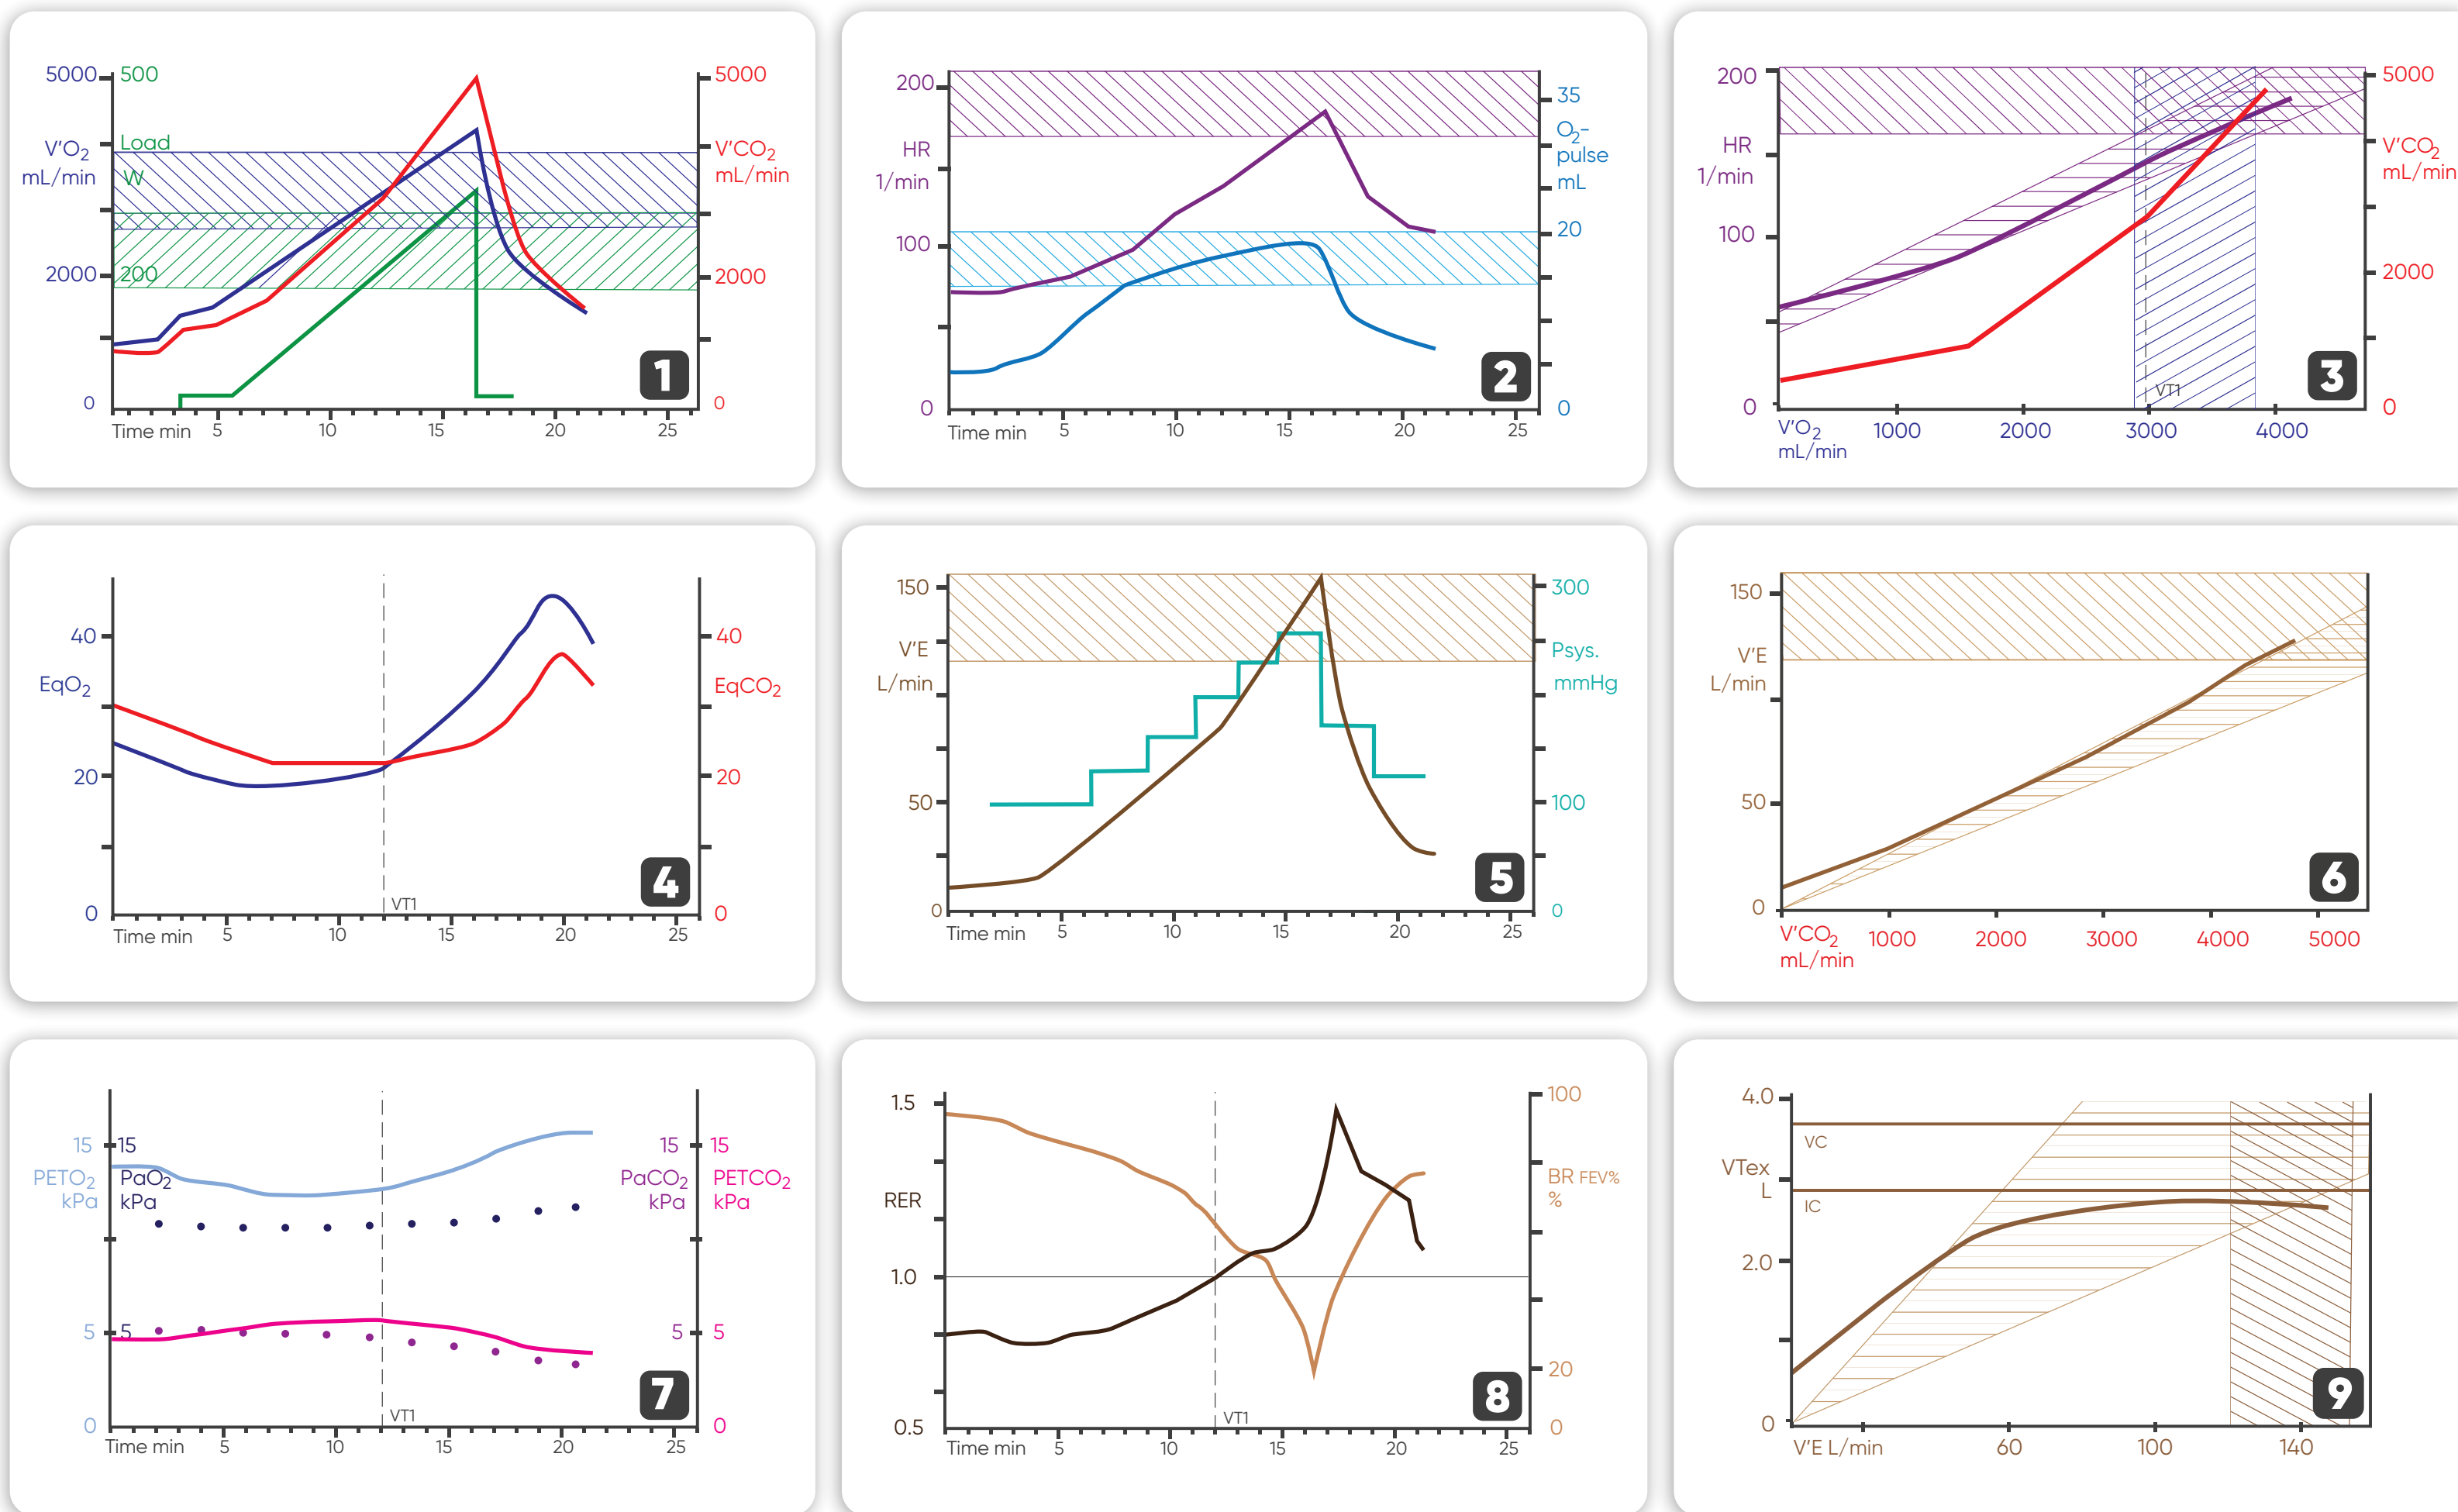 5000 500 5000
Load
V'O2 V'CO2
mL/min W mL/min
2000 200 2000
0 0
Time min 5 10 15 20 25
1
200 35
O2-
HR pulse
1/min mL
100 20
0 0
Time min 5 10 15 20 25
2
200 5000
HR V'CO2
1/min mL/min
100 2000
VT1
0 0
V'O2 1000 2000 3000 4000
mL/min
3
40 40
EqO2 EqCO2
20 20
VT1
0 0
Time min 5 10 15 20 25
4
150 300
V'E Psys.
L/min mmHg
50 100
0 0
Time min 5 10 15 20 25
5
150
V'E
L/min
50
0
V'CO2 1000 2000 3000 4000 5000
mL/min
6
15 15 15 15
PETO2 PaO2 PaCO2 PETCO2
kPa kPa kPa kPa
5 5 5 5
VT1
0 0
Time min 5 10 15 20 25
7
1.5 100
BR FEV%
RER %
1.0
20
VT1
0.5 0
Time min 5 10 15 20 25
8
4.0
VC
VTex
L
IC
2.0
0
V'E L/min 60 100 140
9